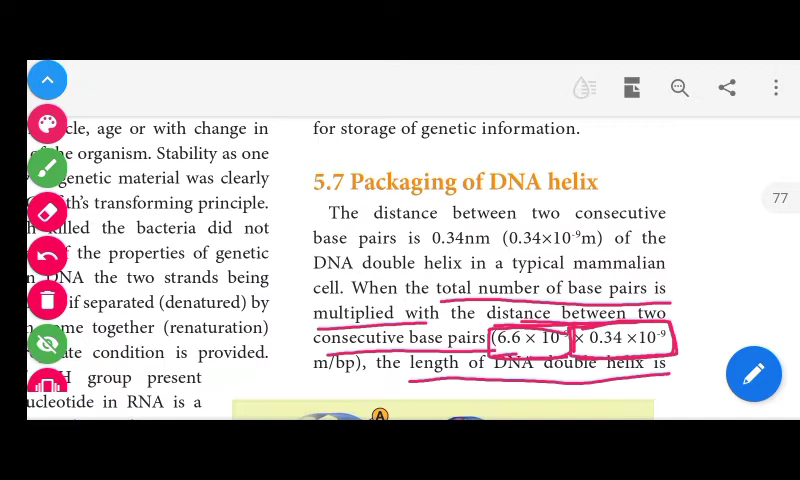 cle, age or with change in
of the organism. Stability as one
genetic material was clearly
th's transforming principle.
killed the bacteria did not
the properties of genetic
DNA the two strands being
if separated (denatured) by
come together (renaturation)
condition is provided.
H group present
ucleotide in RNA is a
for storage of genetic information.
5.7 Packaging of DNA helix
The distance between two consecutive
base pairs is 0.34nm (0.34×10⁻⁹m) of the
DNA double helix in a typical mammalian
cell. When the total number of base pairs is
multiplied with the distance between two
consecutive base pairs (6.6 × 10⁻⁹ × 0.34 ×10⁻⁹
m/bp), the length of DNA double helix is
A
77